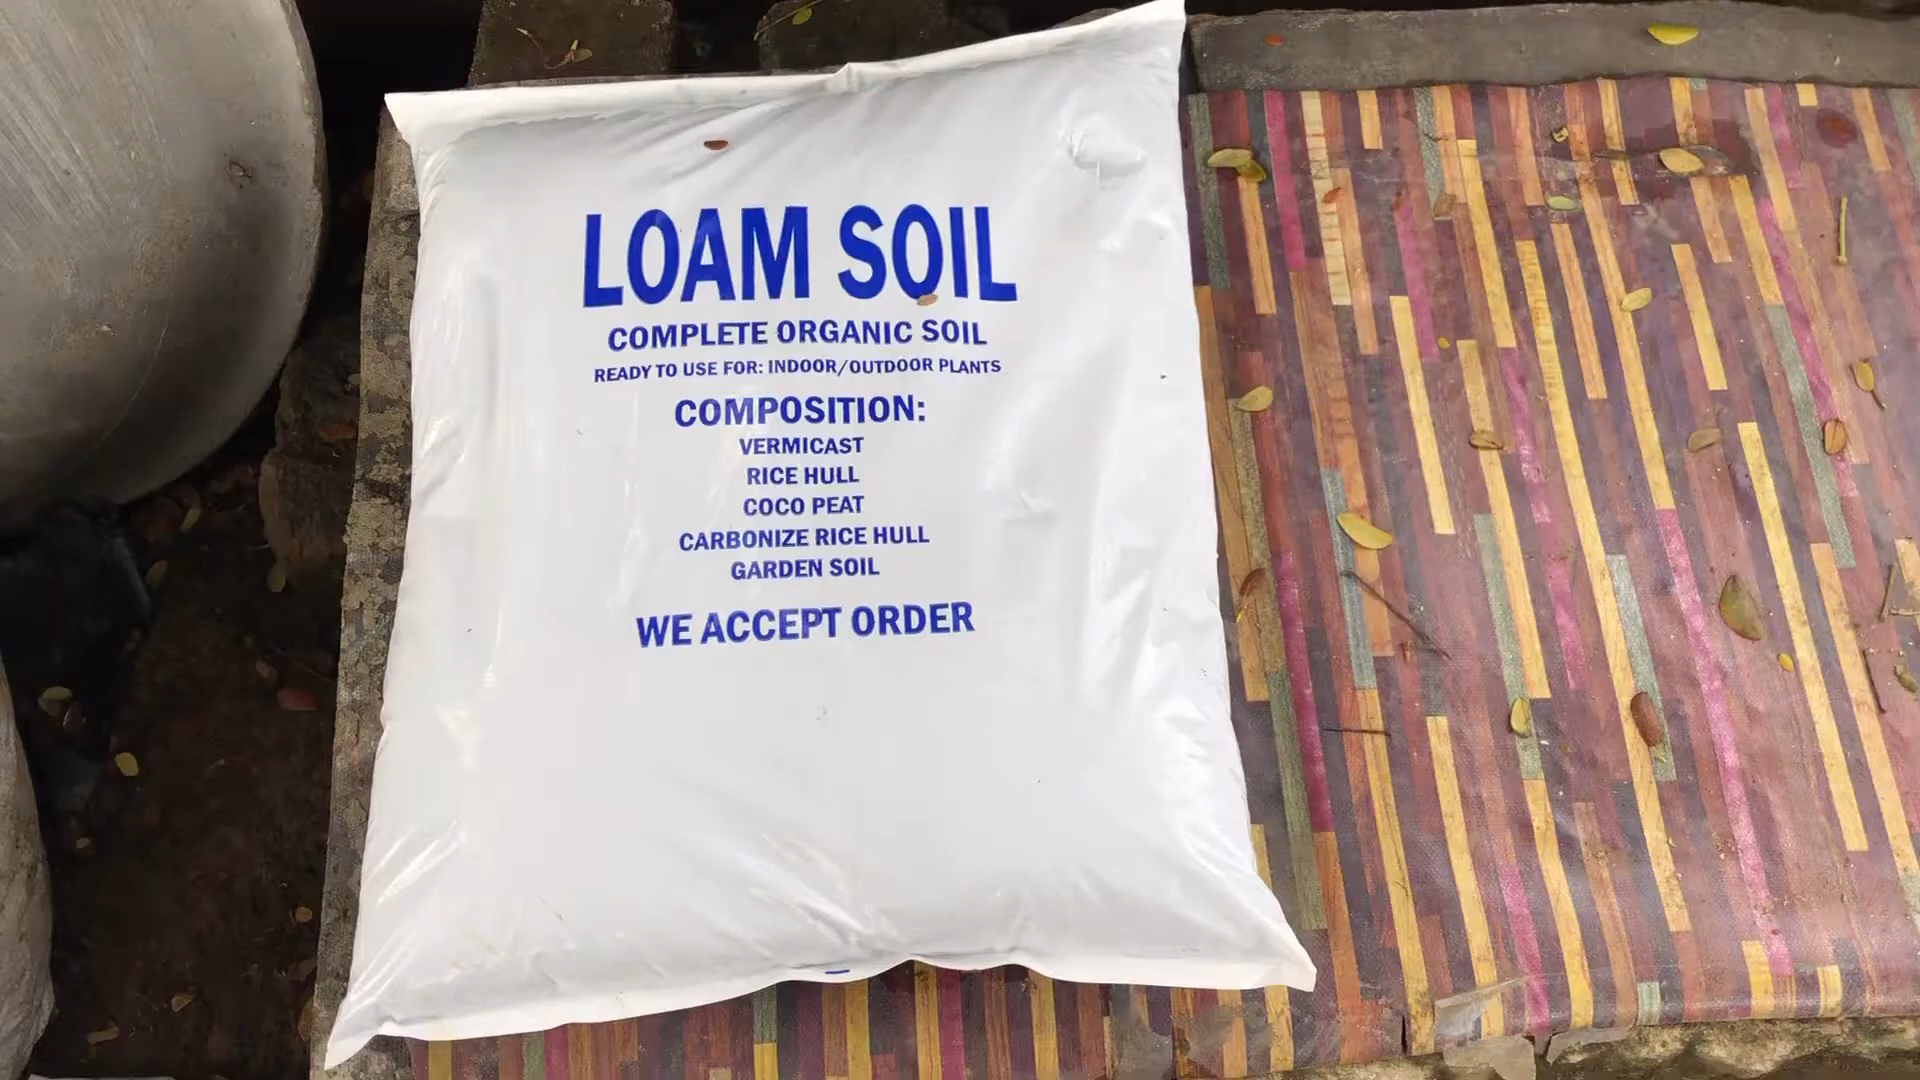 LOAM SOIL
COMPLETE ORGANIC SOIL
READY TO USE FOR: INDOOR/OUTDOOR PLANTS
COMPOSITION:
VERMICAST
RICE HULL
COCO PEAT
CARBONIZE RICE HULL
GARDEN SOIL
WE ACCEPT ORDER